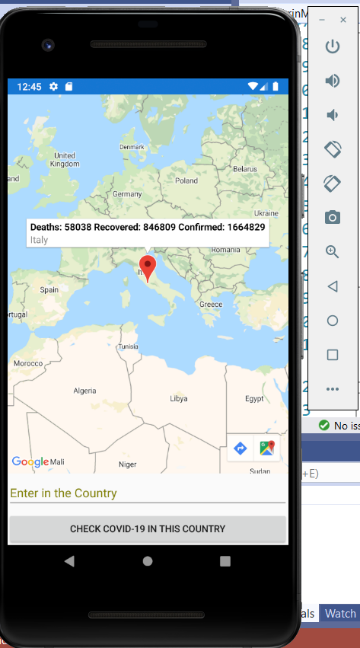 12:45
United
Kingdom
Denmark
Belarus
Poland
Germany
Ukraine
Deaths: 58038 Recovered: 846809 Confirmed: 1664829
Italy
Romania
Spain
Greece
Tunisia
Morocco
Algeria
Libya
Egypt
Google
Mali
Niger
Sudan
Enter in the Country
CHECK COVID-19 IN THIS COUNTRY
No iss
+E)
als
Watch